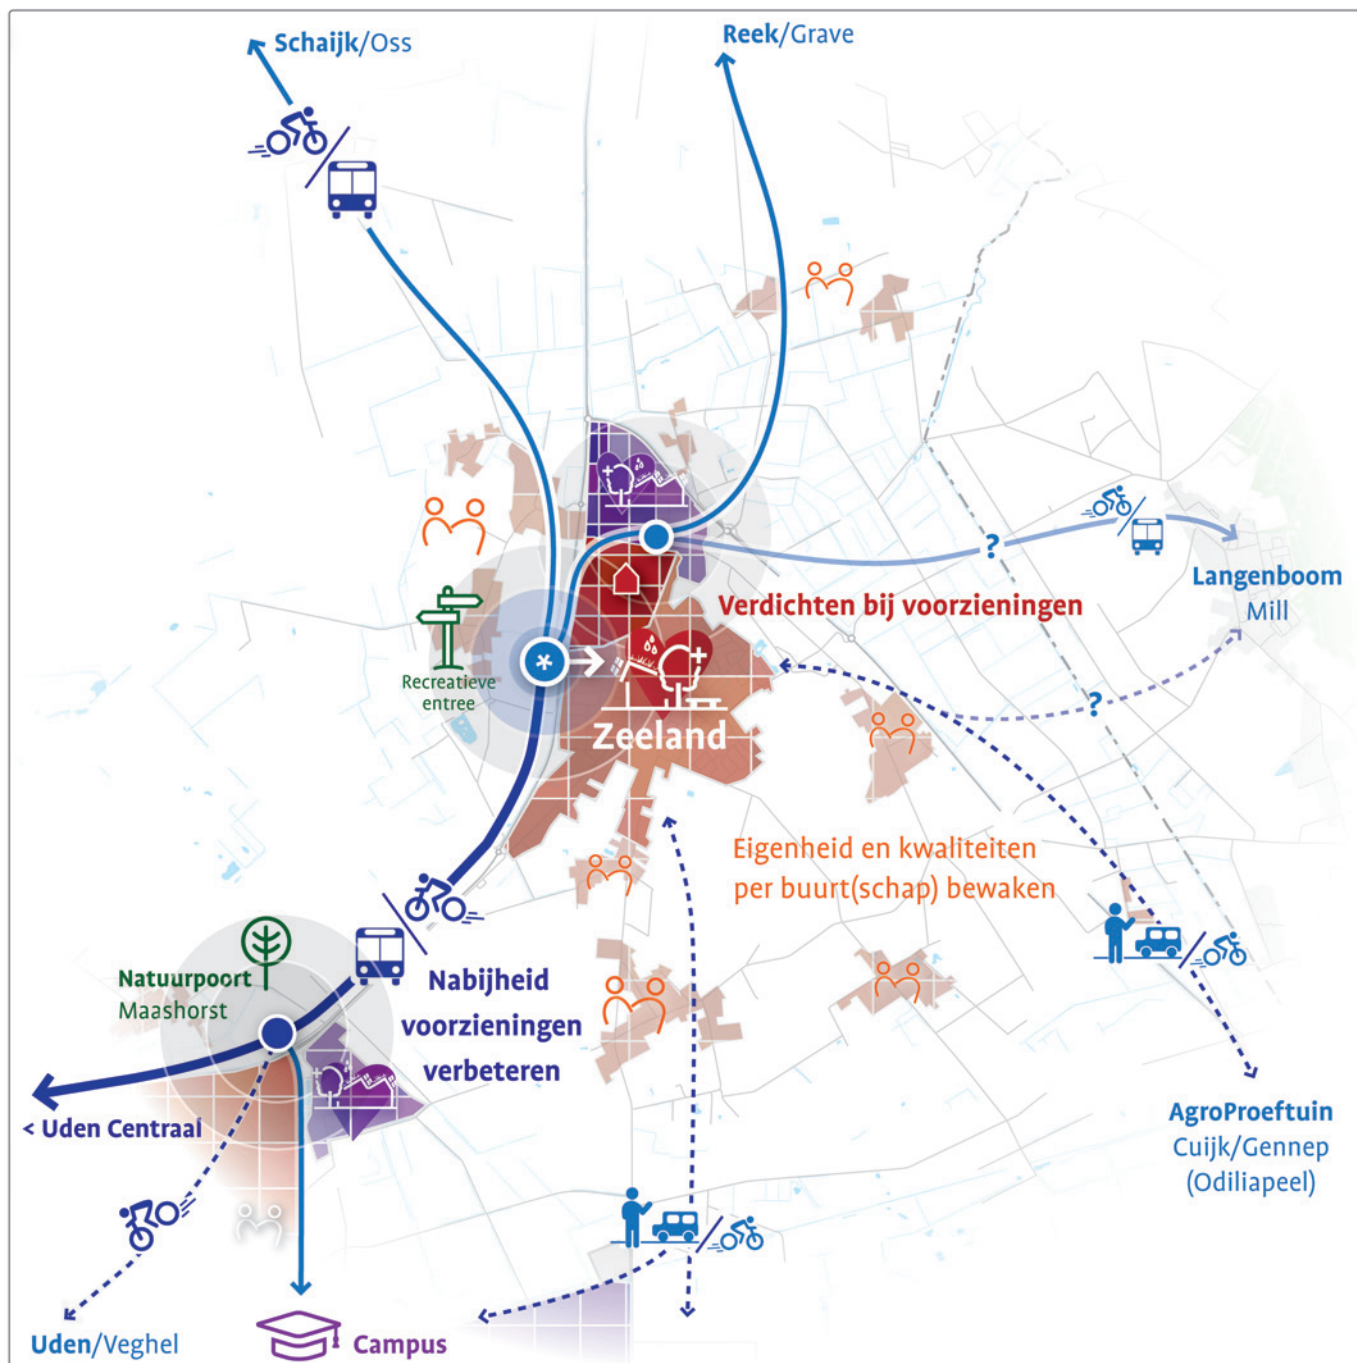 Schaijk/Oss
Reek/Grave
?
Langenboom
Mill
Verdichten bij voorzieningen
Recreatieve
entree
*
Zeeland
?
Eigenheid en kwaliteiten
per buurt(schap) bewaken
Natuurpoort
Maashorst
Nabijheid
voorzieningen
verbeteren
< Uden Centraal
AgroProeftuin
Cuijk/Gennep
(Odiliapeel)
Uden/Veghel
Campus